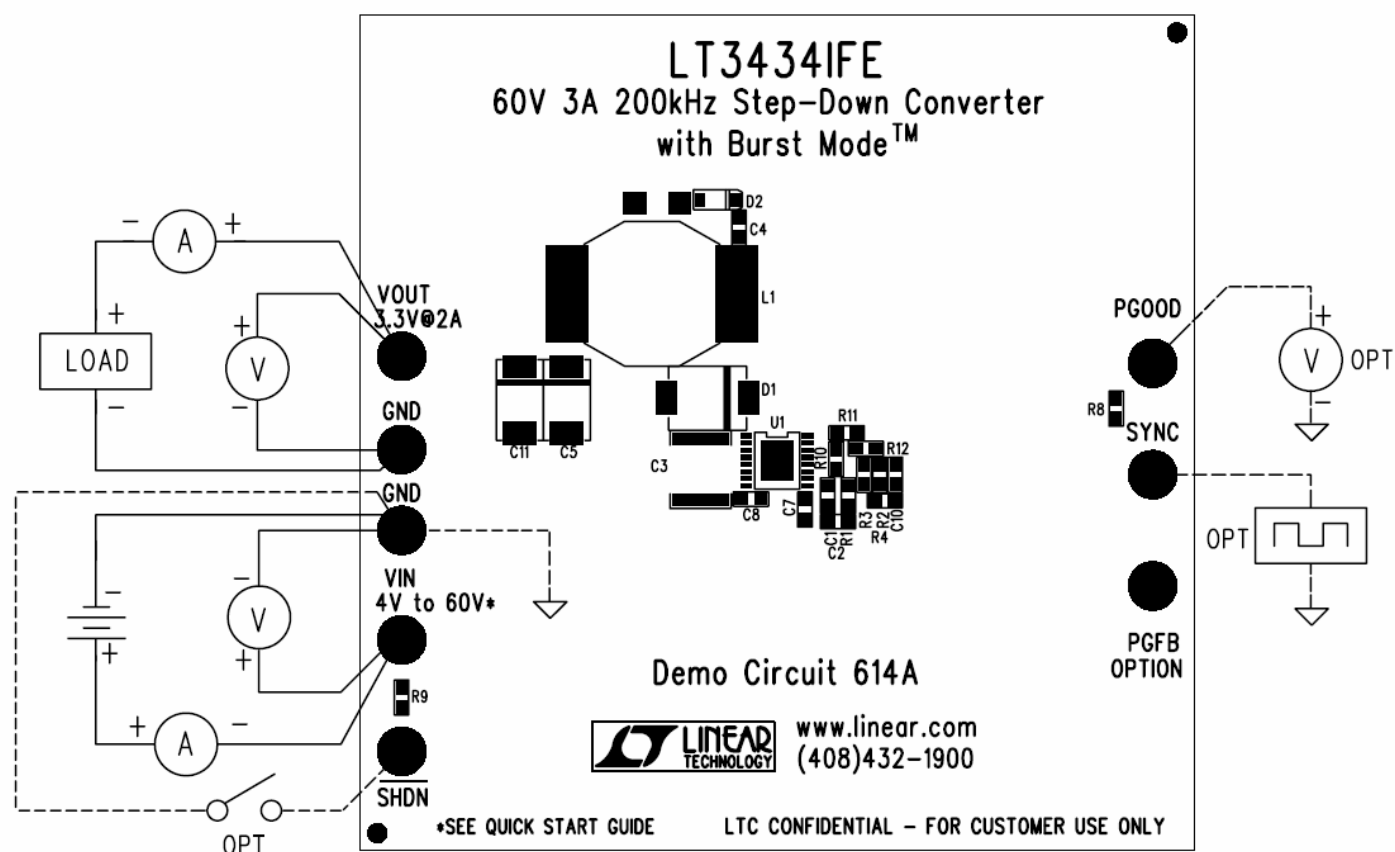 LT3434IFE
60V 3A 200kHz Step-Down Converter
with Burst Mode™
D2
C4
L1
- A +
VOUT
3.3V@2A
+ LOAD -
+ V -
PGOOD
+ V - OPT
D1
R8
GND
SYNC
U1
R11
R12
R10
C11 C5
C3
GND
C8
C7
C1
C2
R1
R3
R4
R2
C10
OPT
VIN
4V to 60V*
- V +
- +
PGFB
OPTION
Demo Circuit 614A
R9
+ A -
LINEAR
TECHNOLOGY
www.linear.com
(408)432-1900
SHDN
OPT
*SEE QUICK START GUIDE
LTC CONFIDENTIAL - FOR CUSTOMER USE ONLY